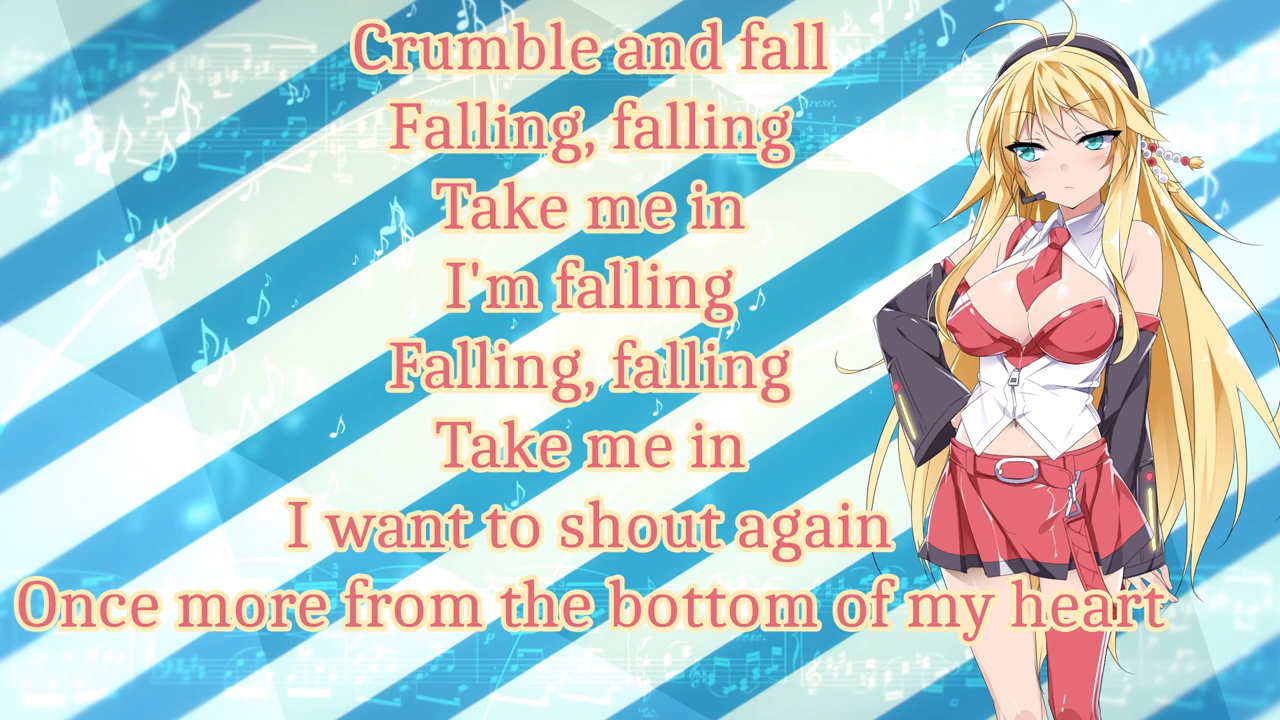 Crumble and fall
Falling, falling
Take me in
I'm falling
Falling, falling
Take me in
I want to shout again
Once more from the bottom of my heart